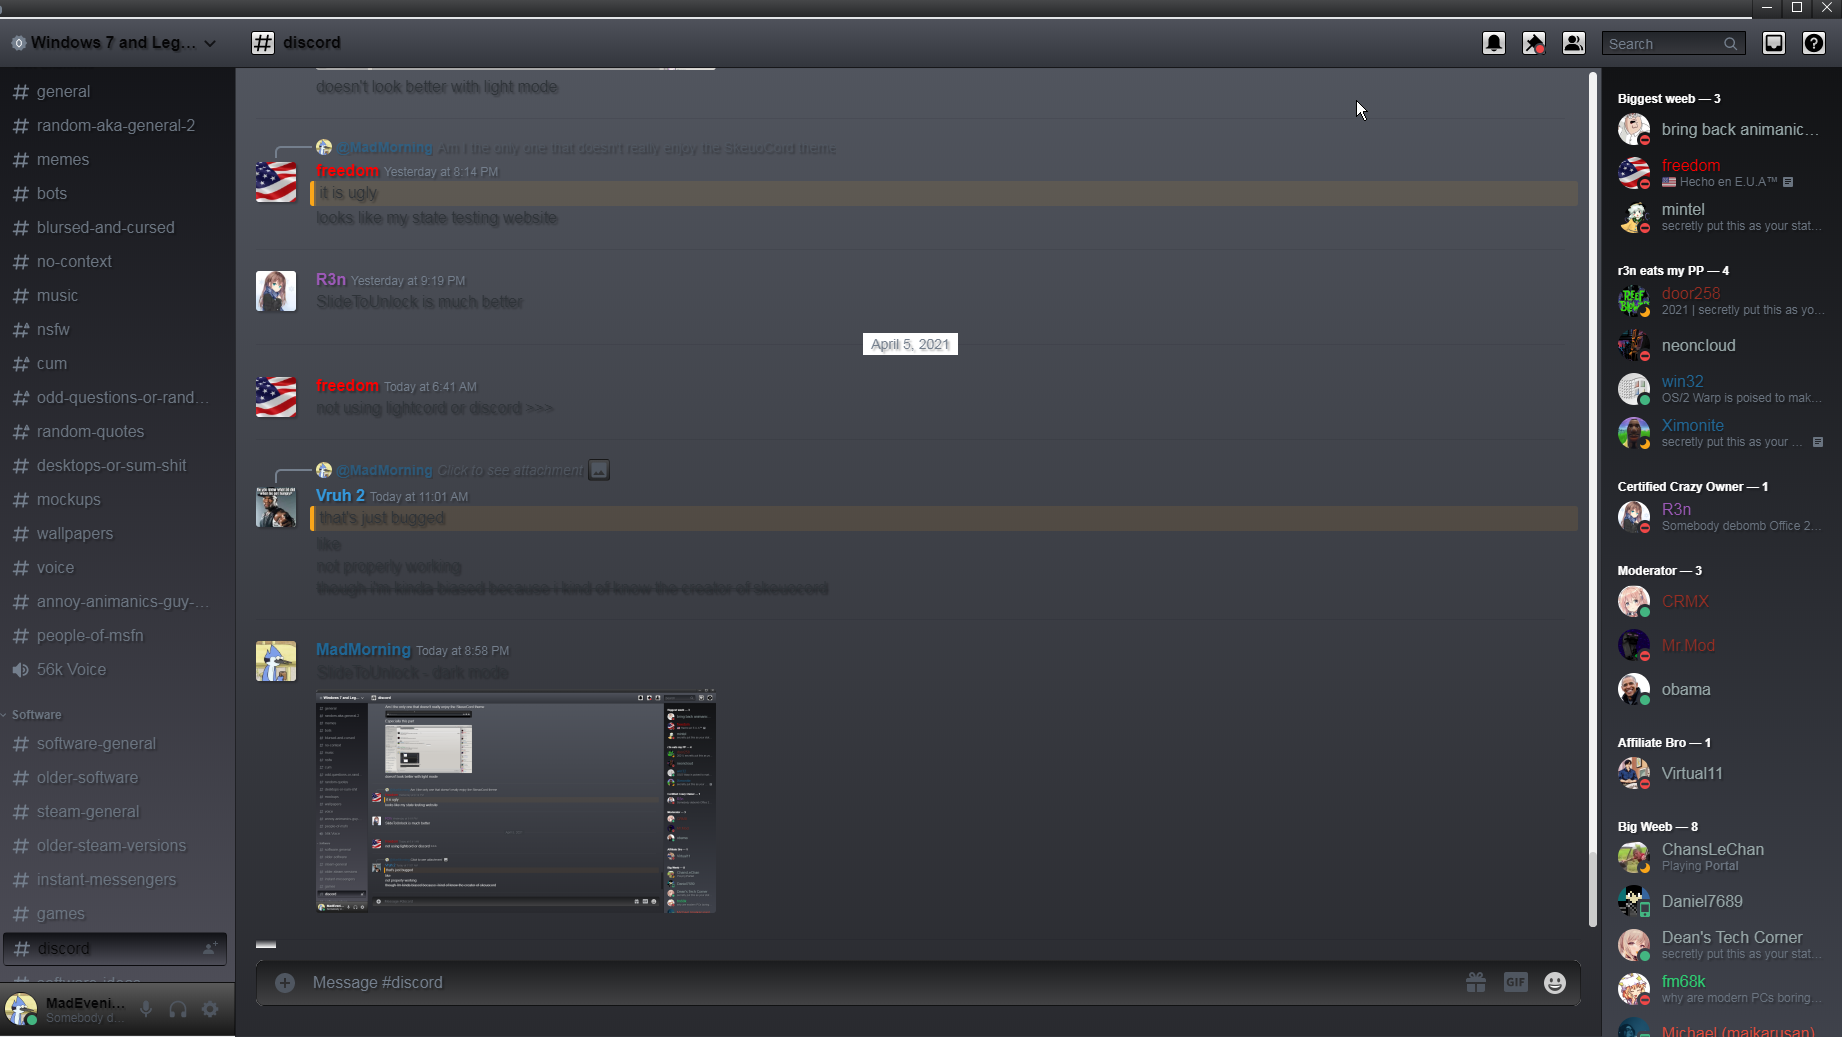 Windows 7 and Leg...
discord
Search
general
random-aka-general-2
memes
bots
blursed-and-cursed
no-context
music
nsfw
cum
odd-questions-or-rand...
random-quotes
desktops-or-sum-shit
mockups
wallpapers
voice
annoy-animanics-guy-...
people-of-msfn
56k Voice
Software
software-general
older-software
steam-general
older-steam-versions
instant-messengers
games
discord
software-ideas
MadEveni...
Somebody d...
doesn't look better with light mode
@MadMorning Am I the only one that doesn't really enjoy the SkeuoCord theme
freedom Yesterday at 8:14 PM
it is ugly
looks like my state testing website
R3n Yesterday at 9:19 PM
SlideToUnlock is much better
April 5, 2021
freedom Today at 6:41 AM
not using lightcord or discord >>>
@MadMorning Click to see attachment
Vruh 2 Today at 11:01 AM
that's just bugged
like
not properly working
though i'm kinda biased because i kind of know the creator of skeuocord
MadMorning Today at 8:58 PM
SlideToUnlock - dark mode
Message #discord
GIF
Biggest weeb — 3
bring back animanic...
freedom
Hecho en E.U.A™
mintel
secretly put this as your stat...
r3n eats my PP — 4
door258
2021 | secretly put this as yo...
neoncloud
win32
OS/2 Warp is poised to mak...
Ximonite
secretly put this as your ...
Certified Crazy Owner — 1
R3n
Somebody debomb Office 2...
Moderator — 3
CRMX
Mr.Mod
obama
Affiliate Bro — 1
Virtual11
Big Weeb — 8
ChansLeChan
Playing Portal
Daniel7689
Dean's Tech Corner
secretly put this as your stat...
fm68k
why are modern PCs boring...
Michael (maikarusan)